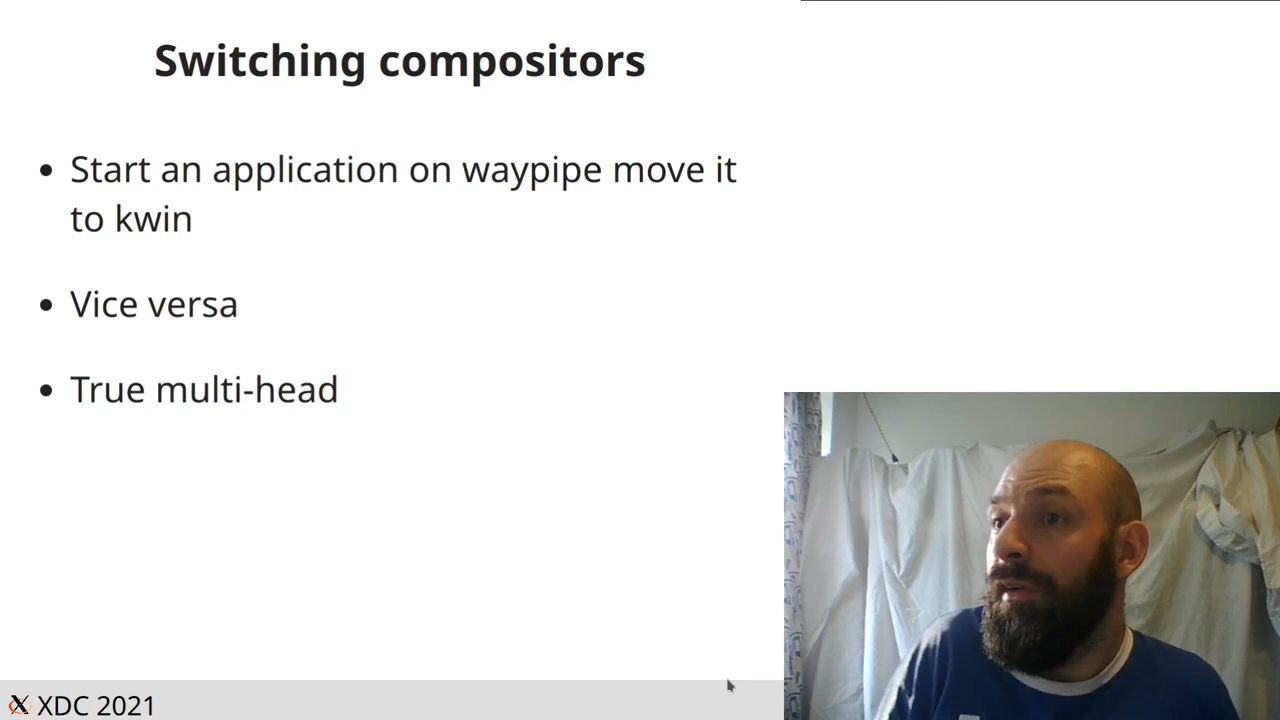 Switching compositors
• Start an application on waypipe move it
to kwin
• Vice versa
• True multi-head
XDC 2021